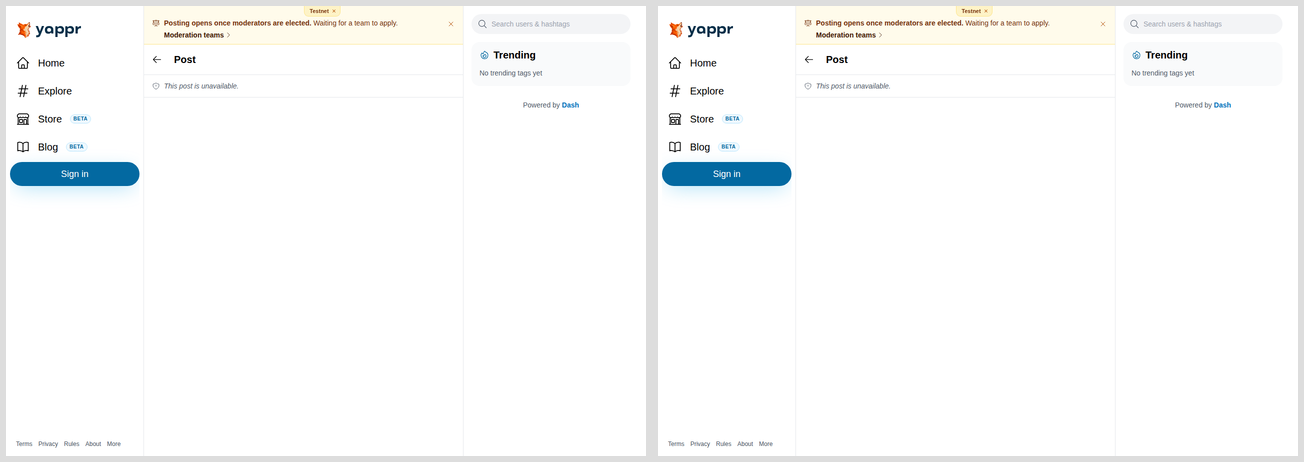 yappr
Home
Explore
Store BETA
Blog BETA
Sign in
Terms Privacy Rules About More
Testnet ×
Posting opens once moderators are elected. Waiting for a team to apply.
Moderation teams
Post
This post is unavailable.
Search users & hashtags
Trending
No trending tags yet
Powered by Dash
yappr
Home
Explore
Store BETA
Blog BETA
Sign in
Terms Privacy Rules About More
Testnet ×
Posting opens once moderators are elected. Waiting for a team to apply.
Moderation teams
Post
This post is unavailable.
Search users & hashtags
Trending
No trending tags yet
Powered by Dash